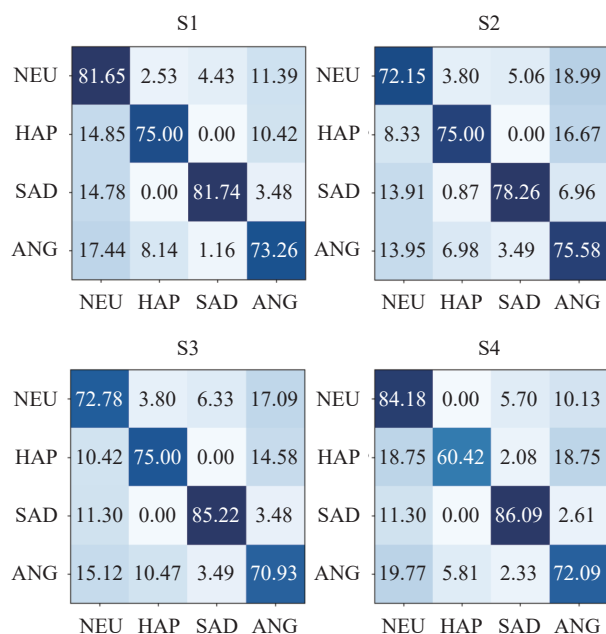 S1 S2
NEU 81.65 2.53 4.43 11.39 NEU 72.15 3.80 5.06 18.99
HAP 14.85 75.00 0.00 10.42 HAP 8.33 75.00 0.00 16.67
SAD 14.78 0.00 81.74 3.48 SAD 13.91 0.87 78.26 6.96
ANG 17.44 8.14 1.16 73.26 ANG 13.95 6.98 3.49 75.58
NEU HAP SAD ANG NEU HAP SAD ANG
S3 S4
NEU 72.78 3.80 6.33 17.09 NEU 84.18 0.00 5.70 10.13
HAP 10.42 75.00 0.00 14.58 HAP 18.75 60.42 2.08 18.75
SAD 11.30 0.00 85.22 3.48 SAD 11.30 0.00 86.09 2.61
ANG 15.12 10.47 3.49 70.93 ANG 19.77 5.81 2.33 72.09
NEU HAP SAD ANG NEU HAP SAD ANG